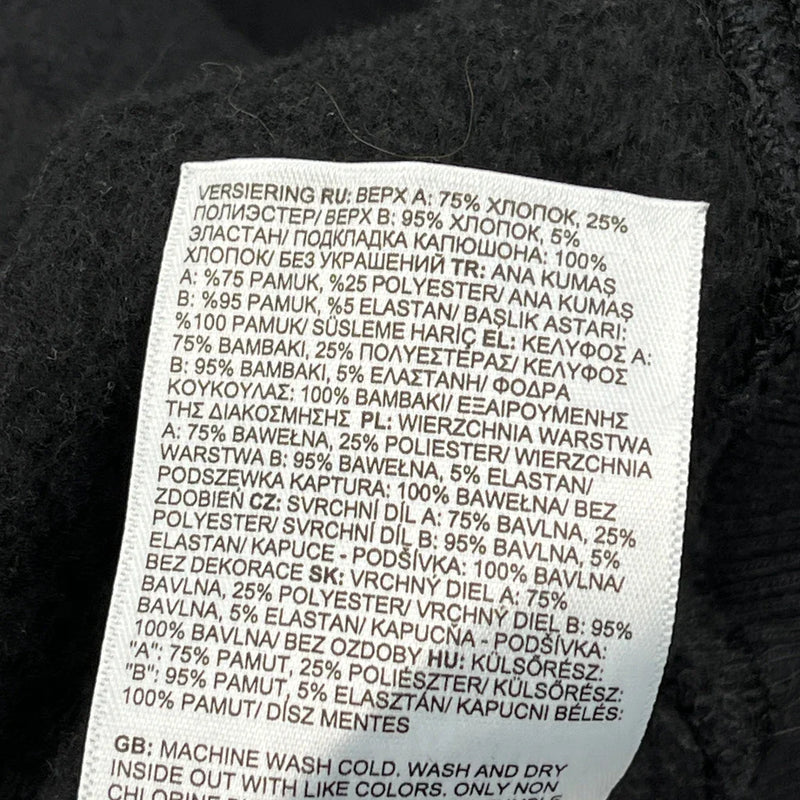 VERSIERING RU: ВЕРХ А: 75% ХЛОПОК, 25%
ПОЛИЭСТЕР/ ВЕРХ В: 95% ХЛОПОК, 5%
ЭЛАСТАН/ ПОДКЛАДКА КАПЮШОНА: 100%
ХЛОПОК/ БЕЗ УКРАШЕНИЙ TR: ANA KUMAŞ
A: %75 PAMUK, %25 POLYESTER/ ANA KUMAŞ
B: %95 PAMUK, %5 ELASTAN/ BAŞLIK ASTARI:
%100 PAMUK/ SÜSLEME HARİÇ EL: ΚΕΛΥΦΟΣ Α:
75% ΒΑΜΒΑΚΙ, 25% ΠΟΛΥΕΣΤΕΡΑΣ/ ΚΕΛΥΦΟΣ
Β: 95% ΒΑΜΒΑΚΙ, 5% ΕΛΑΣΤΑΝΗ/ ΦΟΔΡΑ
ΚΟΥΚΟΥΛΑΣ: 100% ΒΑΜΒΑΚΙ/ ΕΞΑΙΡΟΥΜΕΝΗΣ
ΤΗΣ ΔΙΑΚΟΣΜΗΣΗΣ PL: WIERZCHNIA WARSTWA
A: 75% BAWEŁNA, 25% POLIESTER/ WIERZCHNIA
WARSTWA B: 95% BAWEŁNA, 5% ELASTAN/
PODSZEWKA KAPTURA: 100% BAWEŁNA/ BEZ
ZDOBIEŃ CZ: SVRCHNÍ DÍL A: 75% BAVLNA, 25%
POLYESTER/ SVRCHNÍ DÍL B: 95% BAVLNA, 5%
ELASTAN/ KAPUCE - PODŠÍVKA: 100% BAVLNA/
BEZ DEKORACE SK: VRCHNÝ DIEL A: 75%
BAVLNA, 25% POLYESTER/ VRCHNÝ DIEL B: 95%
BAVLNA, 5% ELASTAN/ KAPUCŇA - PODŠÍVKA:
100% BAVLNA/ BEZ OZDOBY HU: KÜLSŐRÉSZ:
"A": 75% PAMUT, 25% POLIÉSZTER/ KÜLSŐRÉSZ:
"B": 95% PAMUT, 5% ELASZTÁN/ KAPUCNI BÉLÉS:
100% PAMUT/ DÍSZ MENTES
GB: MACHINE WASH COLD. WASH AND DRY
INSIDE OUT WITH LIKE COLORS. ONLY NON
CHLORINE